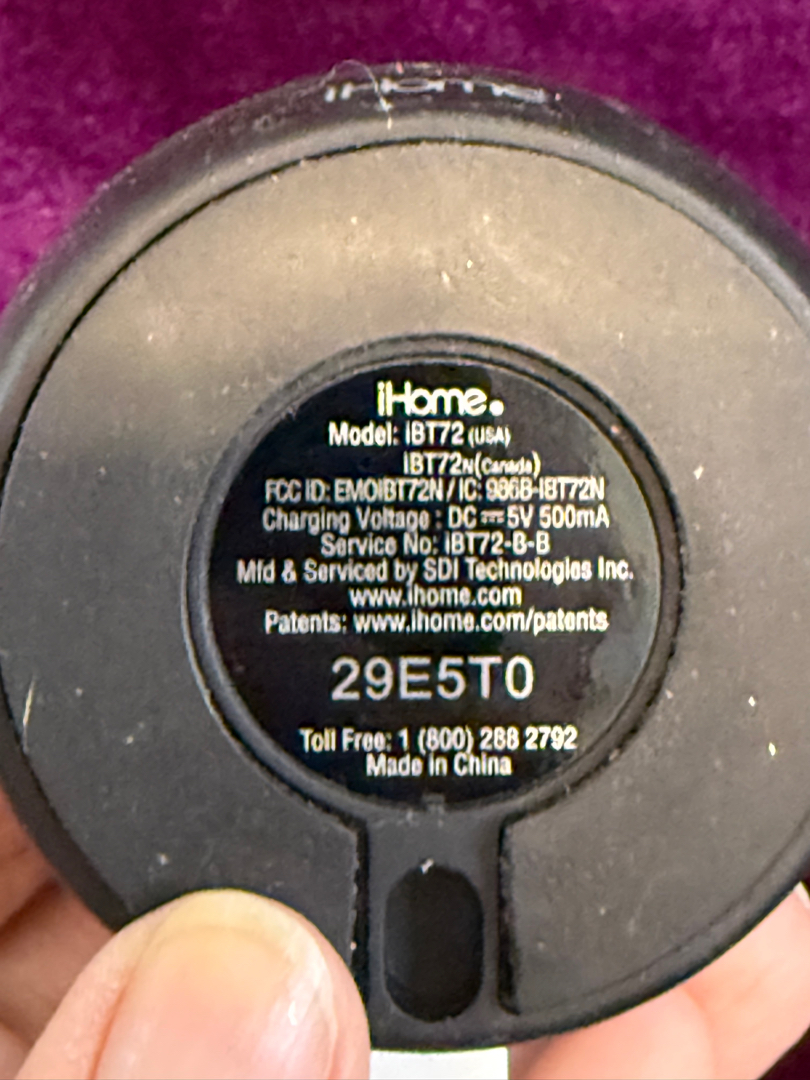 iHome
iHome
Model: iBT72 (USA)
iBT72N (Canada)
FCC ID: EMOIBT72N / IC: 986B-IBT72N
Charging Voltage : DC ⎓ 5V 500mA
Service No: iBT72-B-B
Mfd & Serviced by SDI Technologies Inc.
www.ihome.com
Patents: www.ihome.com/patents
29E5T0
Toll Free: 1 (800) 288 2792
Made in China